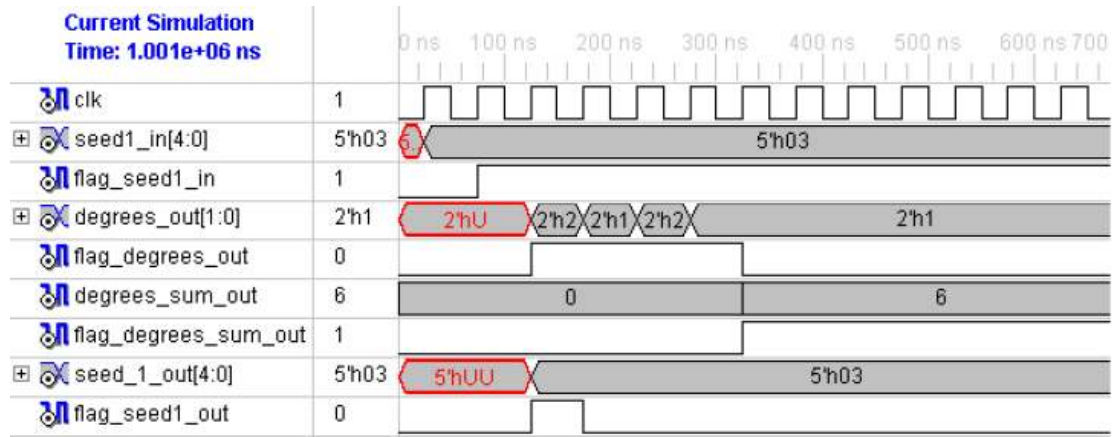 Current Simulation
Time: 1.001e+06 ns
0 ns 100 ns 200 ns 300 ns 400 ns 500 ns 600 ns 700
clk 1
seed1_in[4:0] 5'h03 5'h03
flag_seed1_in 1
degrees_out[1:0] 2'h1 2'hU 2'h2 2'h1 2'h2 2'h1
flag_degrees_out 0
degrees_sum_out 6 0 6
flag_degrees_sum_out 1
seed_1_out[4:0] 5'h03 5'hUU 5'h03
flag_seed1_out 0